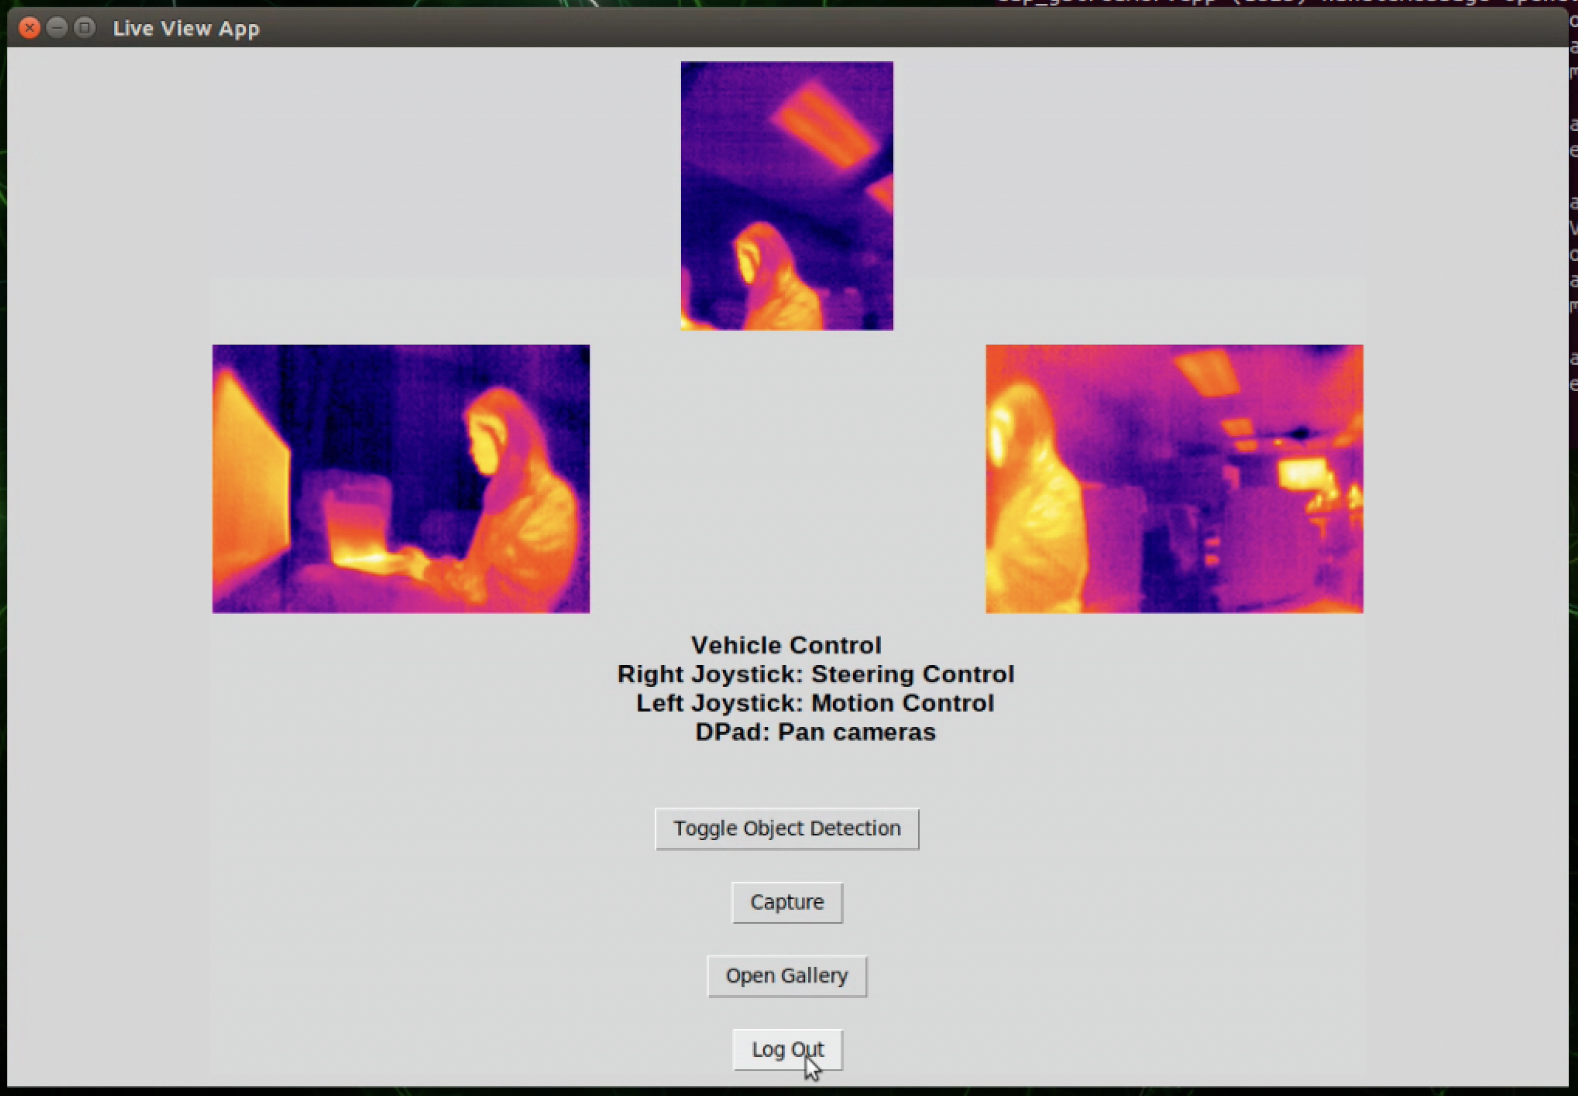 Live View App
Vehicle Control
Right Joystick: Steering Control
Left Joystick: Motion Control
DPad: Pan cameras
Toggle Object Detection
Capture
Open Gallery
Log Out